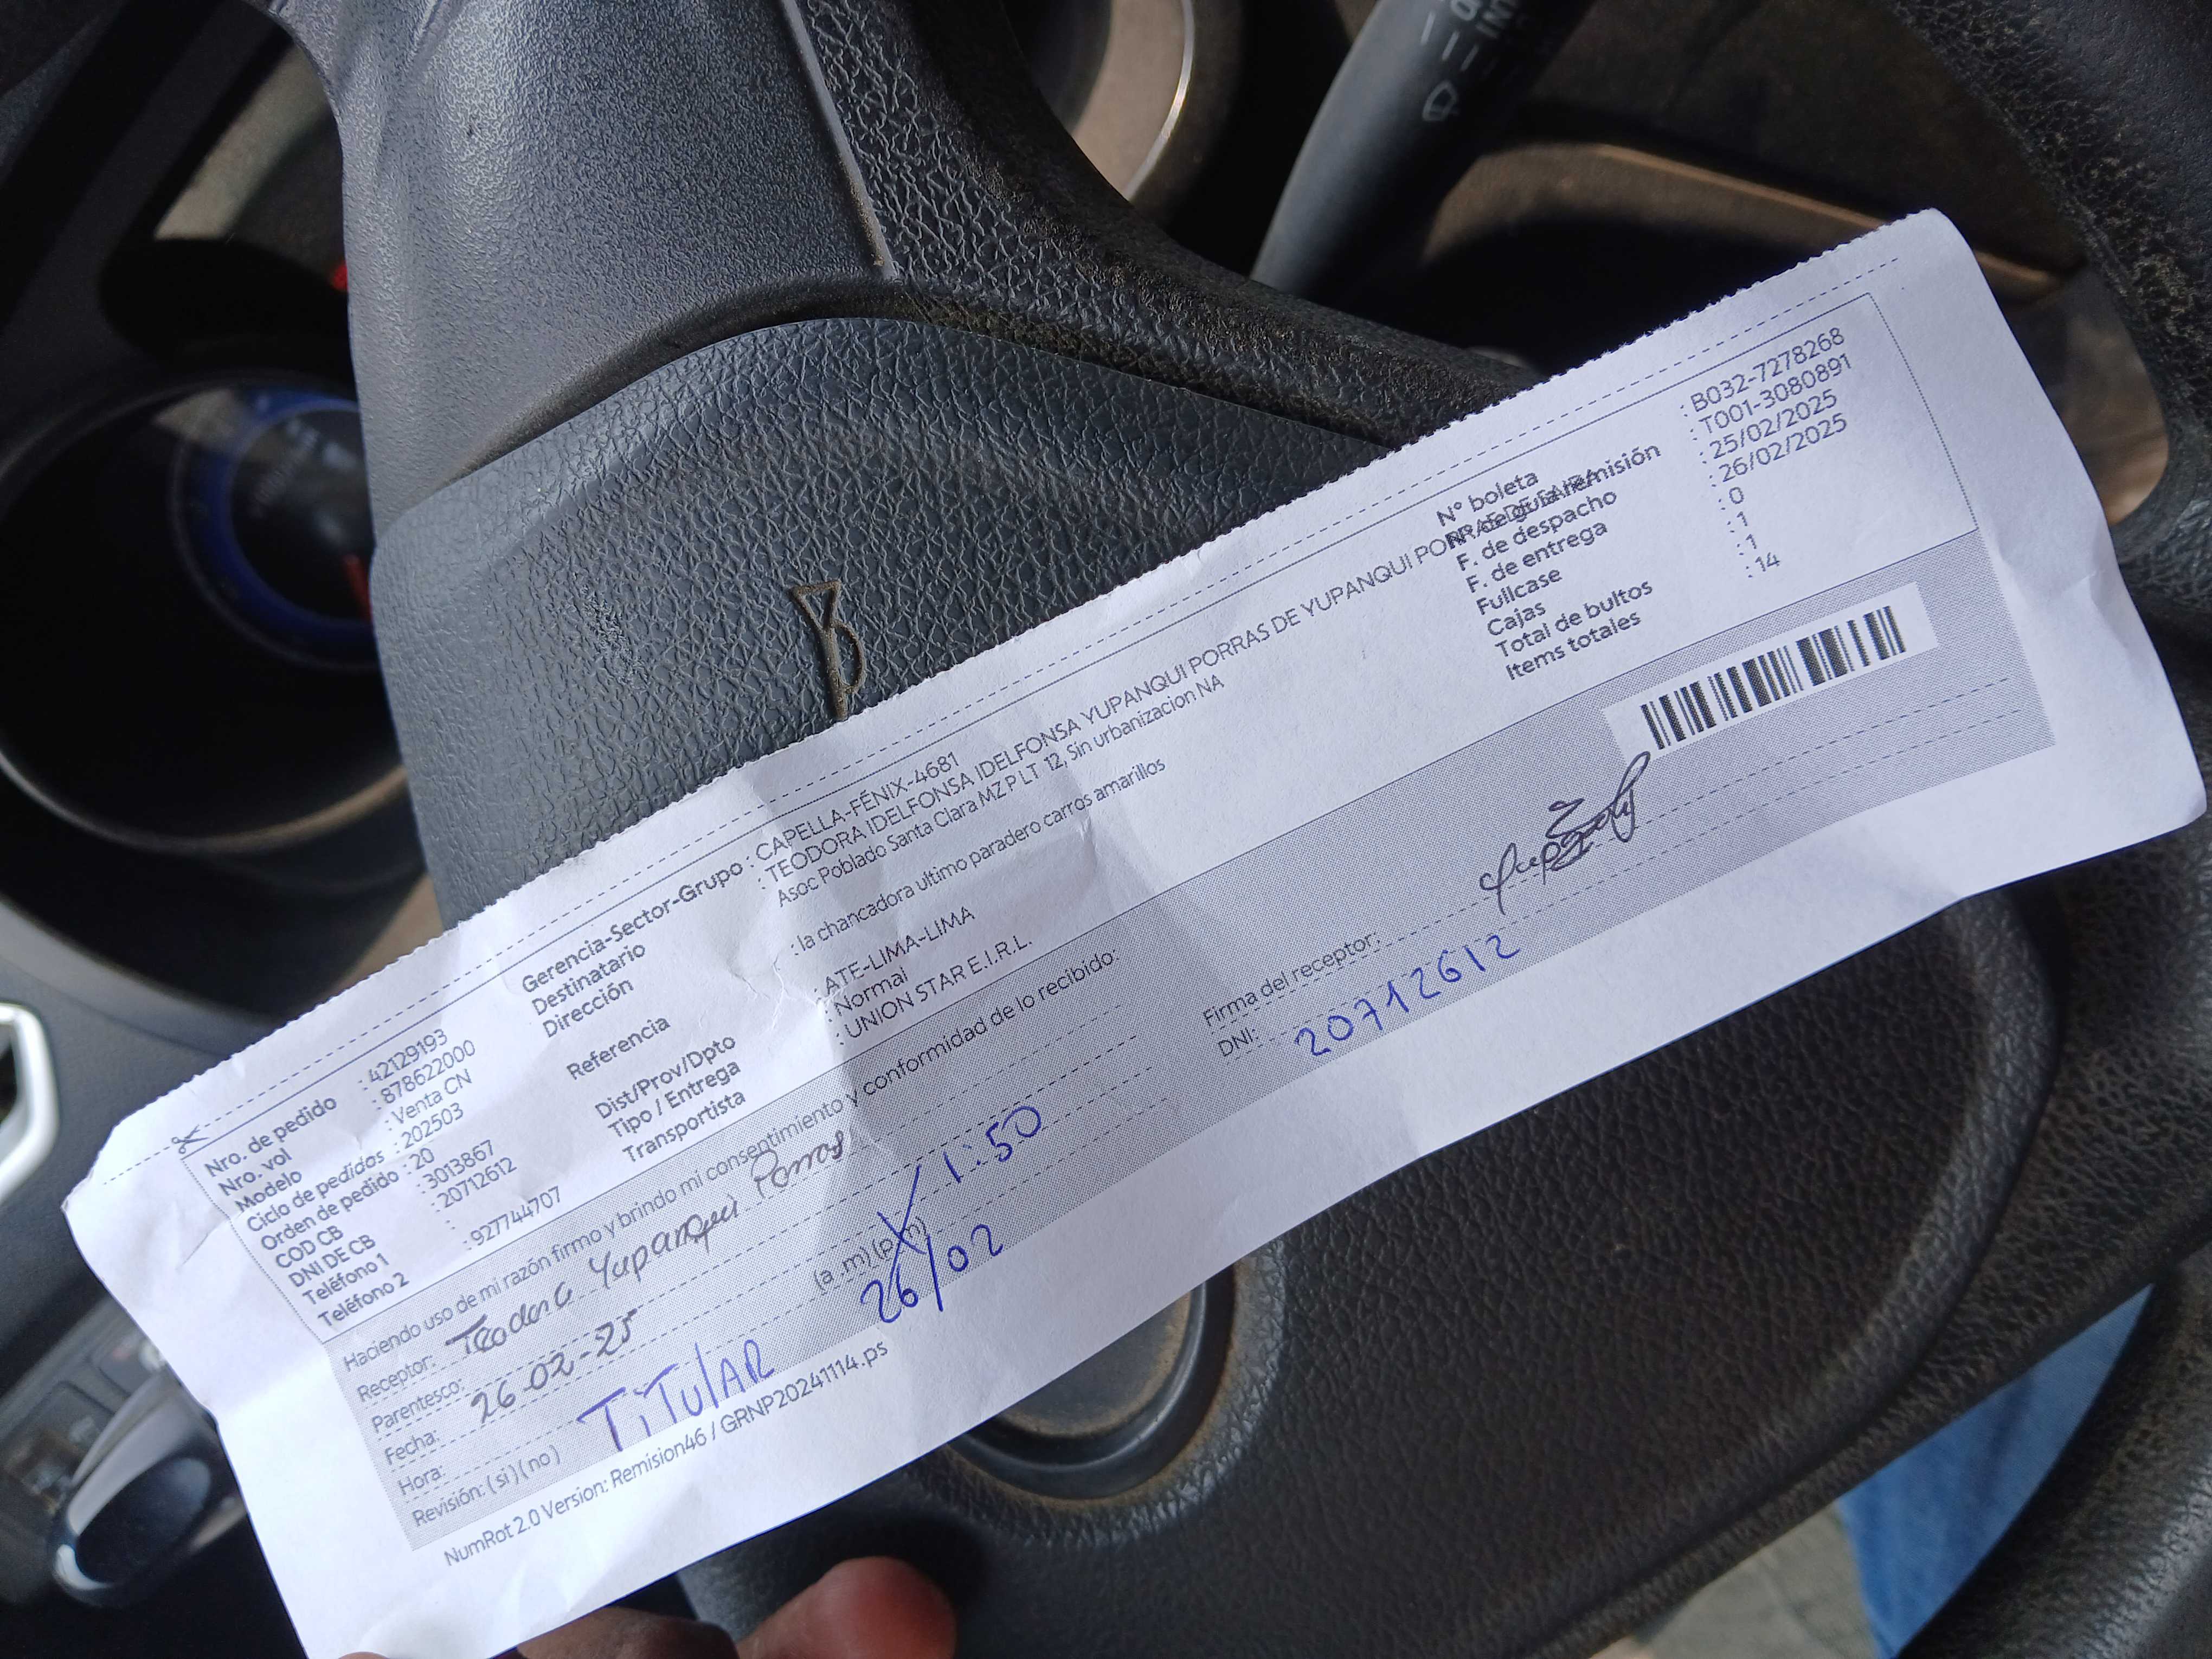 Nro. de pedido : 42129193
Nro. vol : 878622000
Modelo : Venta CN
Ciclo de pedidos : 202503
Orden de pedido : 20
COD CB : 3013867
DNI DE CB : 20712612
Teléfono 1 :
Teléfono 2 : 927744707
Gerencia-Sector-Grupo : CAPELLA-FÉNIX-4681
Destinatario : TEODORA IDELFONSA IDELFONSA YUPANQUI PORRAS DE YUPANQUI PORRAS DE
Dirección Asoc Poblado Santa Clara MZ P LT 12, Sin urbanizacion NA
Referencia : la chancadora ultimo paradero carros amarillos
Dist/Prov/Dpto : ATE-LIMA-LIMA
Tipo / Entrega : Normal
Transportista : UNION STAR E.I.R.L.
N° boleta : B032-7278268
N° de guía remisión : T001-3080891
F. de despacho : 25/02/2025
F. de entrega : 26/02/2025
Fullcase : 0
Cajas : 1
Total de bultos : 1
Items totales : 14
Haciendo uso de mi razón firmo y brindo mi consentimiento y conformidad de lo recibido:
Receptor: Teodora Yupanqui Porras
Parentesco:
Fecha: 26-02-25
Hora: (a m) (p m) 1:50
Revisión: (si) (no) TiTulAR 26/02
Firma del receptor:
DNI: 20712612
NumRot 2.0 Version: Remision46 / GRNP20241114.ps
INT